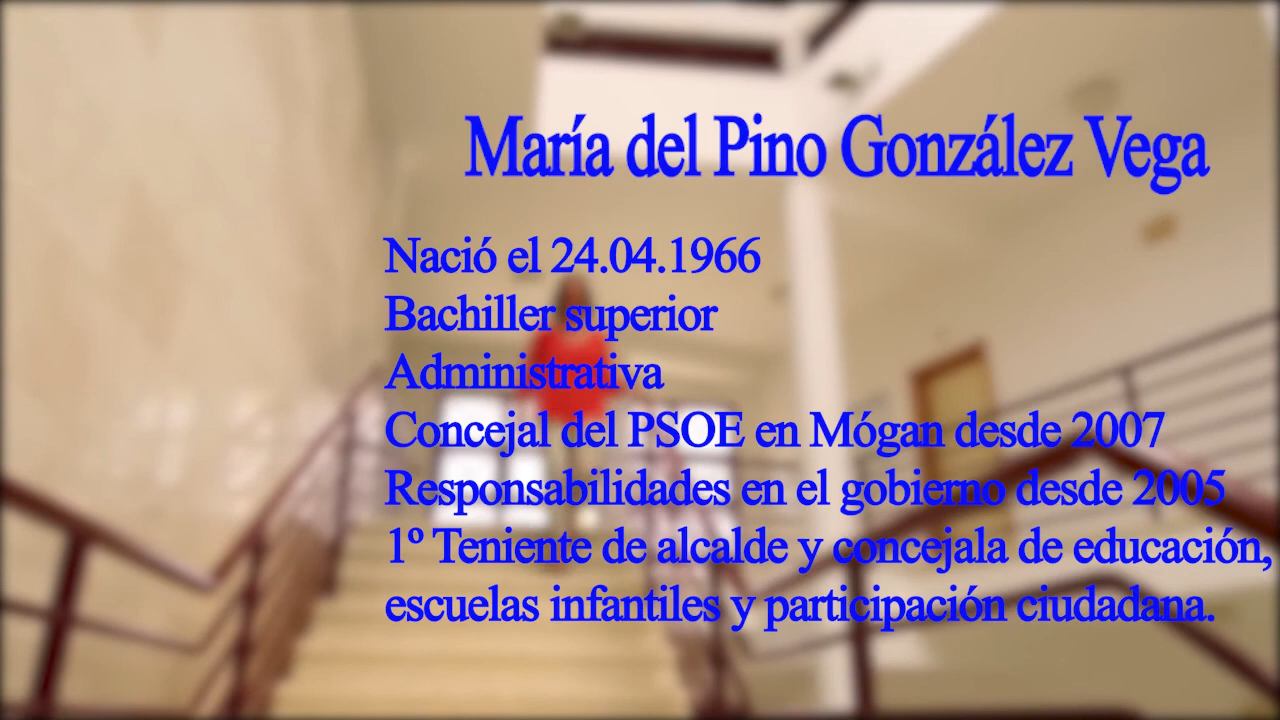 María del Pino González Vega
Nació el 24.04.1966
Bachiller superior
Administrativa
Concejal del PSOE en Mógan desde 2007
Responsabilidades en el gobierno desde 2005
1º Teniente de alcalde y concejala de educación,
escuelas infantiles y participación ciudadana.